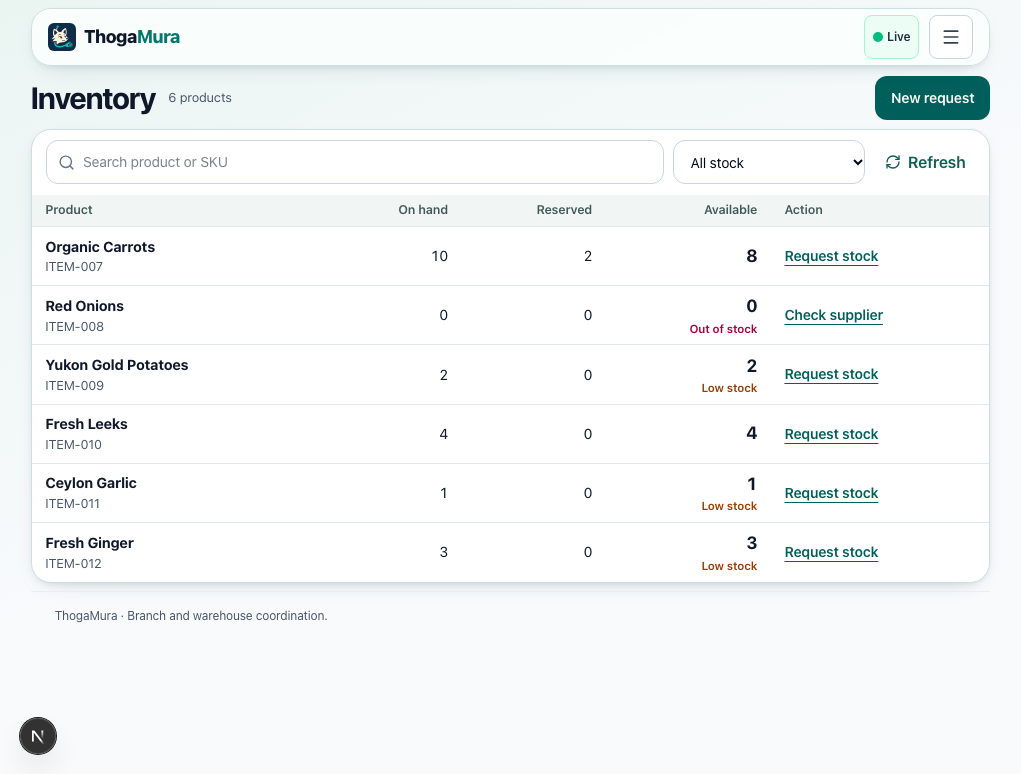 ThogaMura
Live
Inventory 6 products
New request
Search product or SKU
All stock
Refresh
Product On hand Reserved Available Action
Organic Carrots
ITEM-007
10 2 8 Request stock
Red Onions
ITEM-008
0 0 0 Check supplier
Out of stock
Yukon Gold Potatoes
ITEM-009
2 0 2 Request stock
Low stock
Fresh Leeks
ITEM-010
4 0 4 Request stock
Ceylon Garlic
ITEM-011
1 0 1 Request stock
Low stock
Fresh Ginger
ITEM-012
3 0 3 Request stock
Low stock
ThogaMura · Branch and warehouse coordination.
N